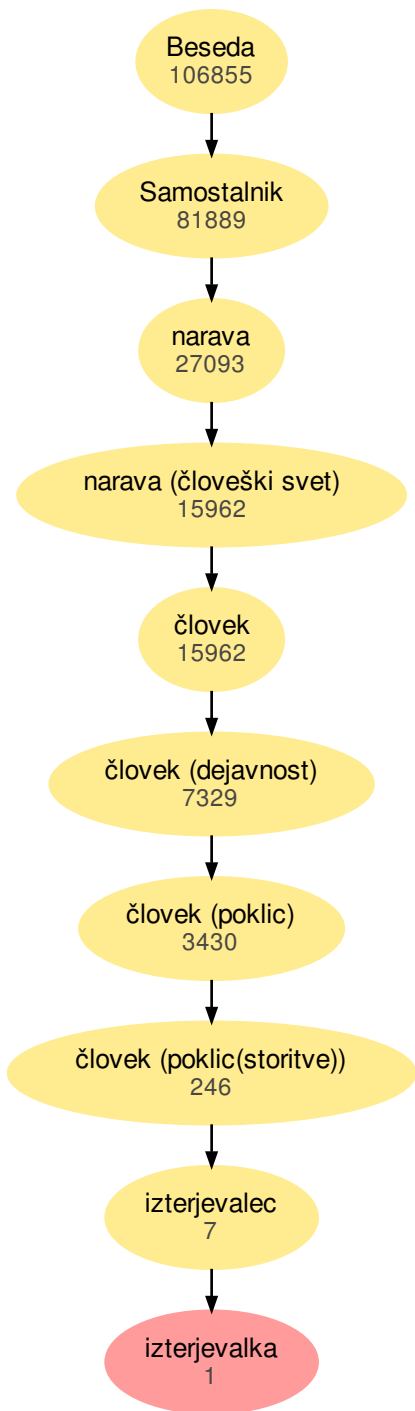 Beseda
106855
Samostalnik
81889
narava
27093
narava (človeški svet)
15962
človek
15962
človek (dejavnost)
7329
človek (poklic)
3430
človek (poklic(storitve))
246
izterjevalec
7
izterjevalka
1